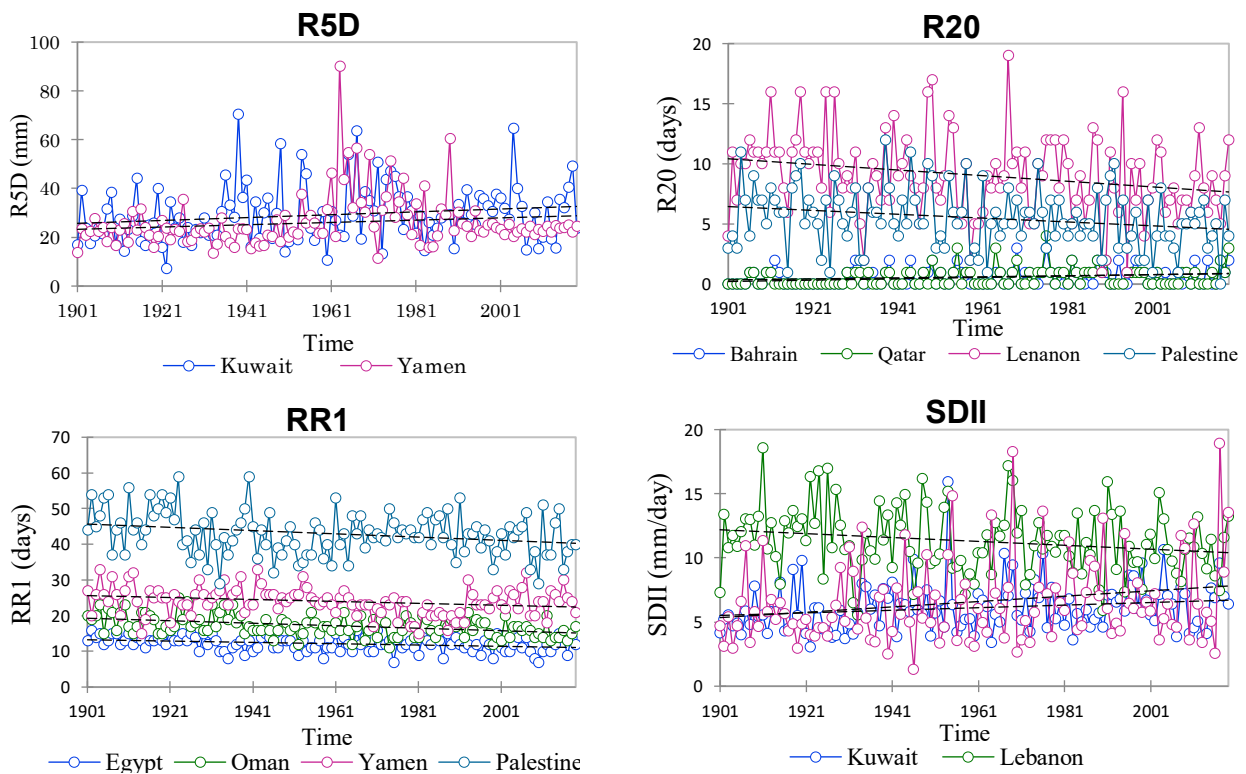 R5D
100
80
60
40
20
0
R5D (mm)
1901 1921 1941 1961 1981 2001
Time
Kuwait Yamen
R20
20
15
10
5
0
R20 (days)
1901 1921 1941 1961 1981 2001
Time
Bahrain Qatar Lenanon Palestine
RR1
70
60
50
40
30
20
10
0
RR1 (days)
1901 1921 1941 1961 1981 2001
Time
Egypt Oman Yamen Palestine
SDII
20
15
10
5
0
SDII (mm/day)
1901 1921 1941 1961 1981 2001
Time
Kuwait Lebanon